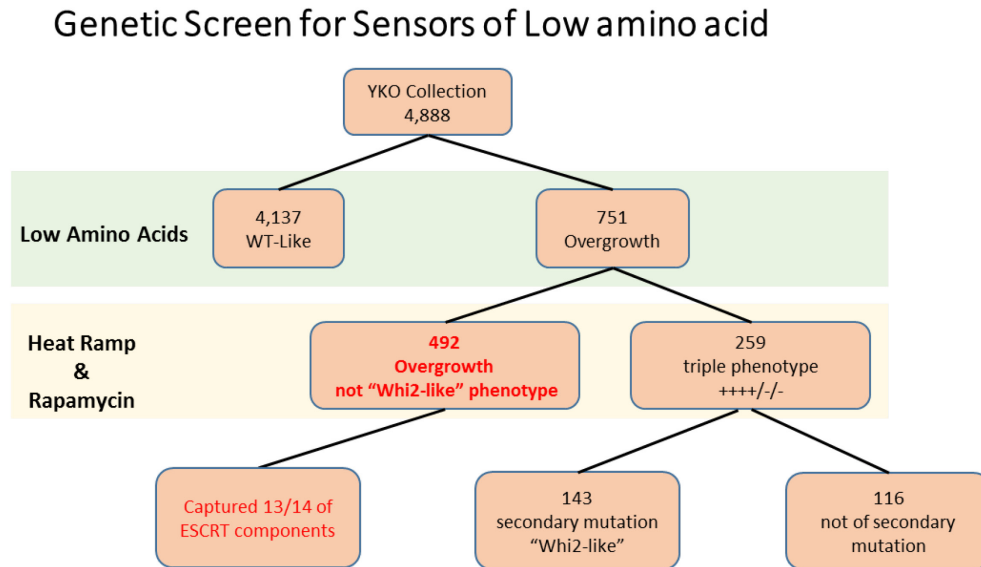 Genetic Screen for Sensors of Low amino acid
YKO Collection
4,888
Low Amino Acids
4,137
WT-Like
751
Overgrowth
Heat Ramp
&
Rapamycin
492
Overgrowth
not “Whi2-like” phenotype
259
triple phenotype
++++/-/-
Captured 13/14 of
ESCRT components
143
secondary mutation
“Whi2-like”
116
not of secondary
mutation